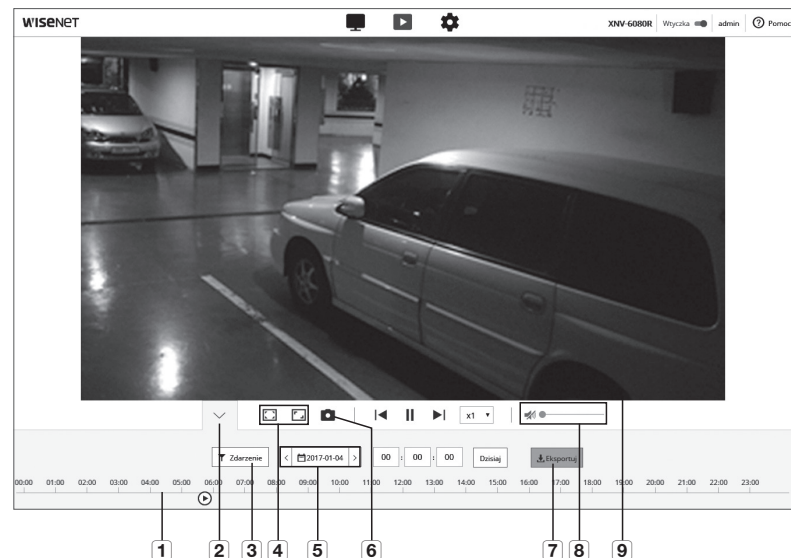 WISENET
XNV-6080R Wtyczka admin ? Pomoc
x1
Zdarzenie < 2017-01-04 > 00 : 00 : 00 Dzisiaj Eksportuj
00:00 01:00 02:00 03:00 04:00 05:00 06:00 07:00 08:00 09:00 10:00 11:00 12:00 13:00 14:00 15:00 16:00 17:00 18:00 19:00 20:00 21:00 22:00 23:00
1 2 3 4 5 6 7 8 9